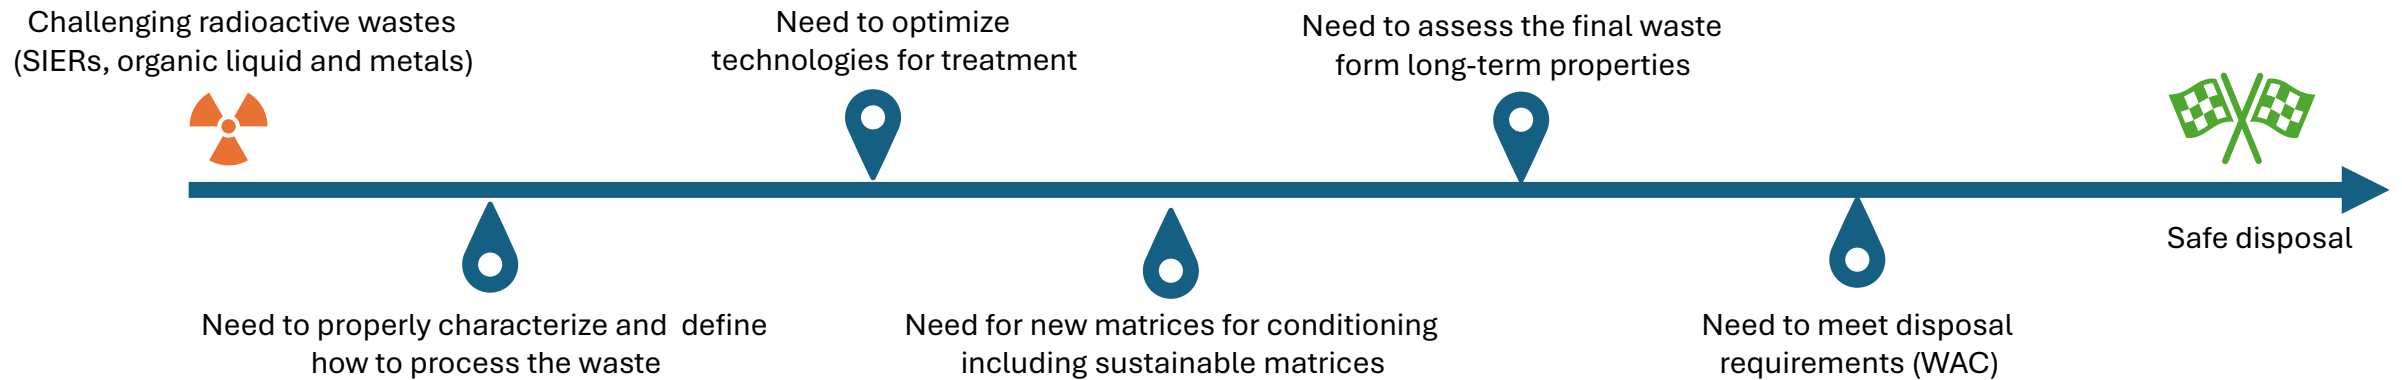 Challenging radioactive wastes
(SIERs, organic liquid and metals)
Need to properly characterize and  define
how to process the waste
Need to optimize
technologies for treatment
Need for new matrices for conditioning
including sustainable matrices
Need to assess the final waste
form long-term properties
Need to meet disposal
requirements (WAC)
Safe disposal